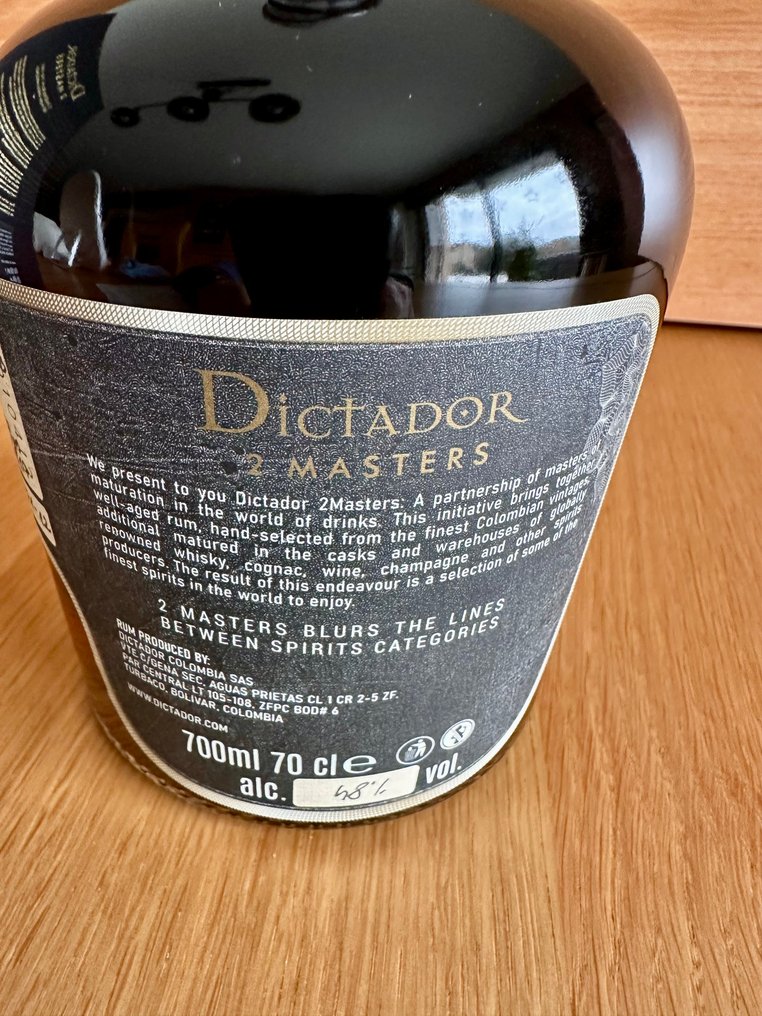 DICTADOR
2 MASTERS
We present to you Dictador 2Masters. A partnership of masters of
maturation in the world of drinks. This initiative brings together
well-aged rum, hand-selected from the finest Colombian vintages,
additional matured in the casks and warehouses of globally
renowned whisky, cognac, wine, champagne and other spirits
producers. The result of this endeavour is a selection of some of the
finest spirits in the world to enjoy.
2 MASTERS BLURS THE LINES
BETWEEN SPIRITS CATEGORIES
RUM PRODUCED BY:
DICTADOR COLOMBIA SAS
VTE.C/GENA SEC. AGUAS PRIETAS CL 1 CR 2-5 ZF.
PAR CENTRAL LT 105-108, ZFPC BOD# 6
TURBACO, BOLIVAR, COLOMBIA
WWW.DICTADOR.COM
700ml 70 cl e
alc. 48% vol.